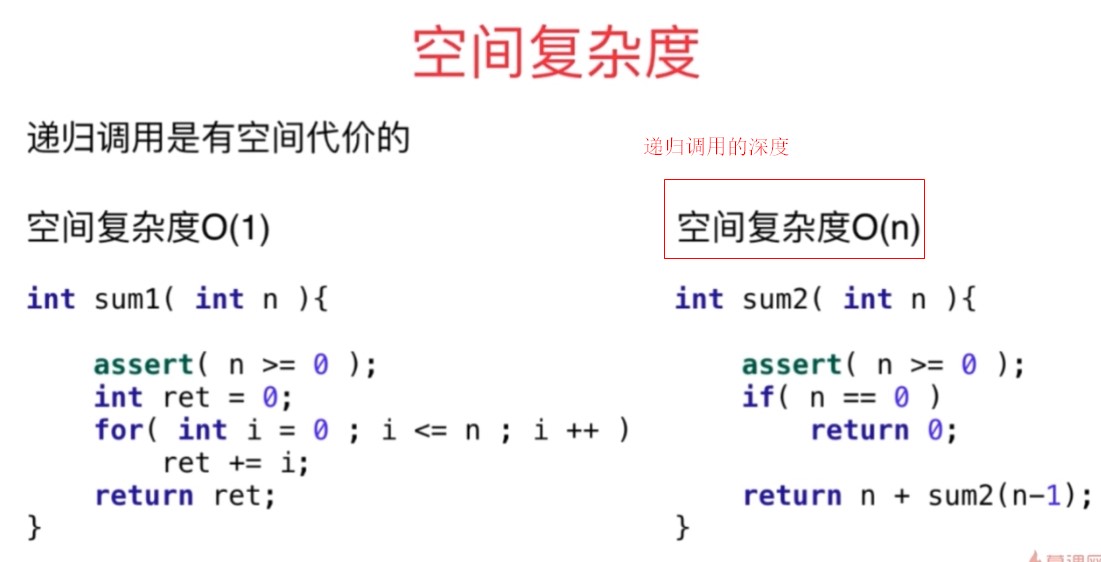 空间复杂度
递归调用是有空间代价的
递归调用的深度
空间复杂度O(1)
int sum1( int n ){
assert( n >= 0 );
int ret = 0;
for( int i = 0 ; i <= n ; i ++ )
ret += i;
return ret;
}
空间复杂度O(n)
int sum2( int n ){
assert( n >= 0 );
if( n == 0 )
return 0;
return n + sum2(n-1);
}